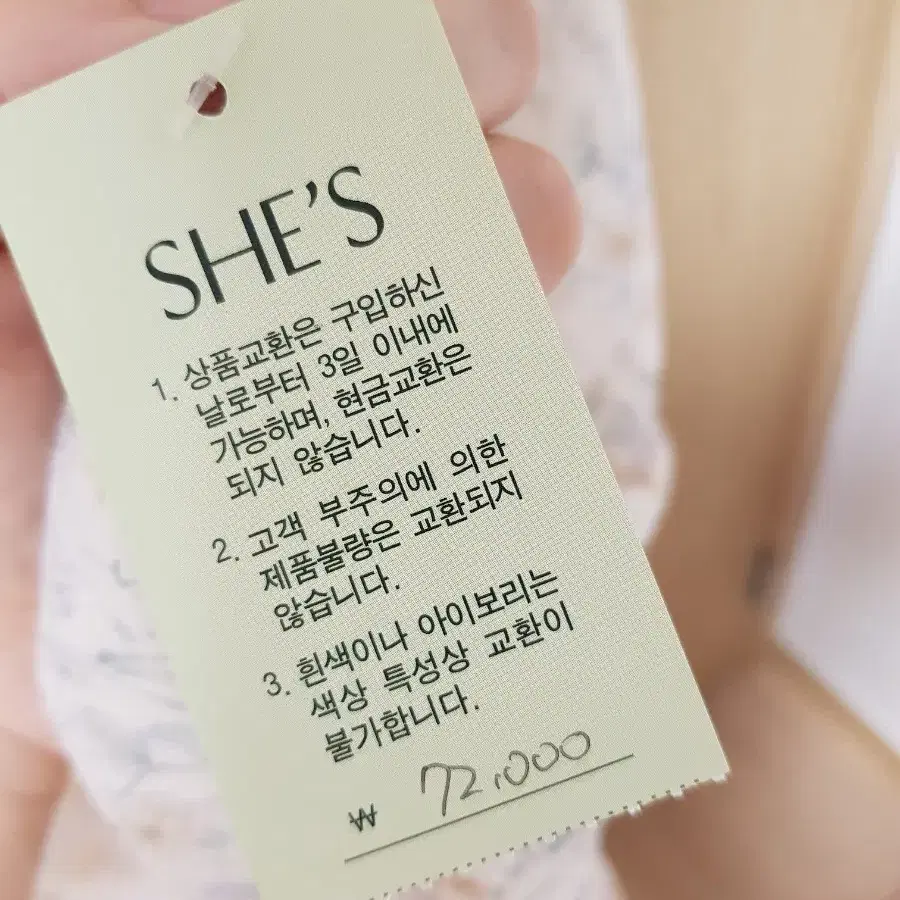 SHE'S
1. 상품교환은 구입하신
날로부터 3일 이내에
가능하며, 현금교환은
되지 않습니다.
2. 고객 부주의에 의한
제품불량은 교환되지
않습니다.
3. 흰색이나 아이보리는
색상 특성상 교환이
불가합니다.
₩ 72,000